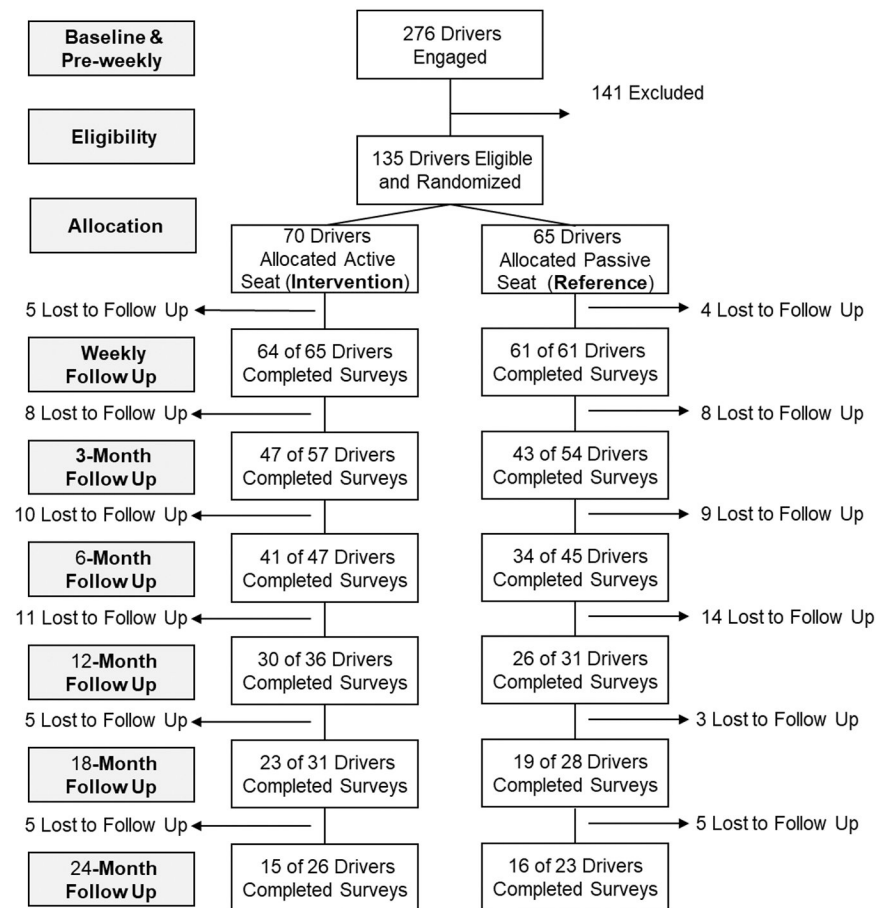 Baseline &
Pre-weekly
276 Drivers
Engaged
141 Excluded
Eligibility
135 Drivers Eligible
and Randomized
Allocation
70 Drivers
Allocated Active
Seat (Intervention)
65 Drivers
Allocated Passive
Seat (Reference)
5 Lost to Follow Up
4 Lost to Follow Up
Weekly
Follow Up
64 of 65 Drivers
Completed Surveys
61 of 61 Drivers
Completed Surveys
8 Lost to Follow Up
8 Lost to Follow Up
3-Month
Follow Up
47 of 57 Drivers
Completed Surveys
43 of 54 Drivers
Completed Surveys
10 Lost to Follow Up
9 Lost to Follow Up
6-Month
Follow Up
41 of 47 Drivers
Completed Surveys
34 of 45 Drivers
Completed Surveys
11 Lost to Follow Up
14 Lost to Follow Up
12-Month
Follow Up
30 of 36 Drivers
Completed Surveys
26 of 31 Drivers
Completed Surveys
5 Lost to Follow Up
3 Lost to Follow Up
18-Month
Follow Up
23 of 31 Drivers
Completed Surveys
19 of 28 Drivers
Completed Surveys
5 Lost to Follow Up
5 Lost to Follow Up
24-Month
Follow Up
15 of 26 Drivers
Completed Surveys
16 of 23 Drivers
Completed Surveys